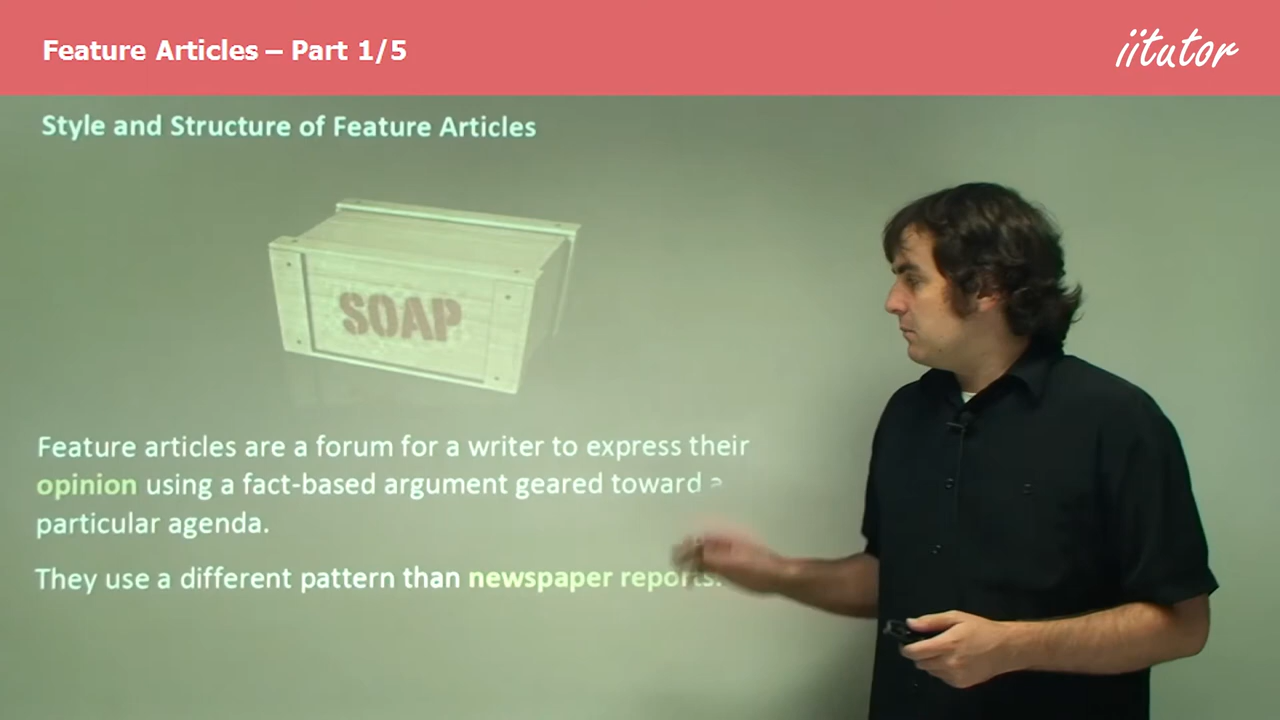 Feature Articles – Part 1/5
iitutor
Style and Structure of Feature Articles
SOAP
Feature articles are a forum for a writer to express their
opinion using a fact-based argument geared toward a
particular agenda.
They use a different pattern than newspaper reports.